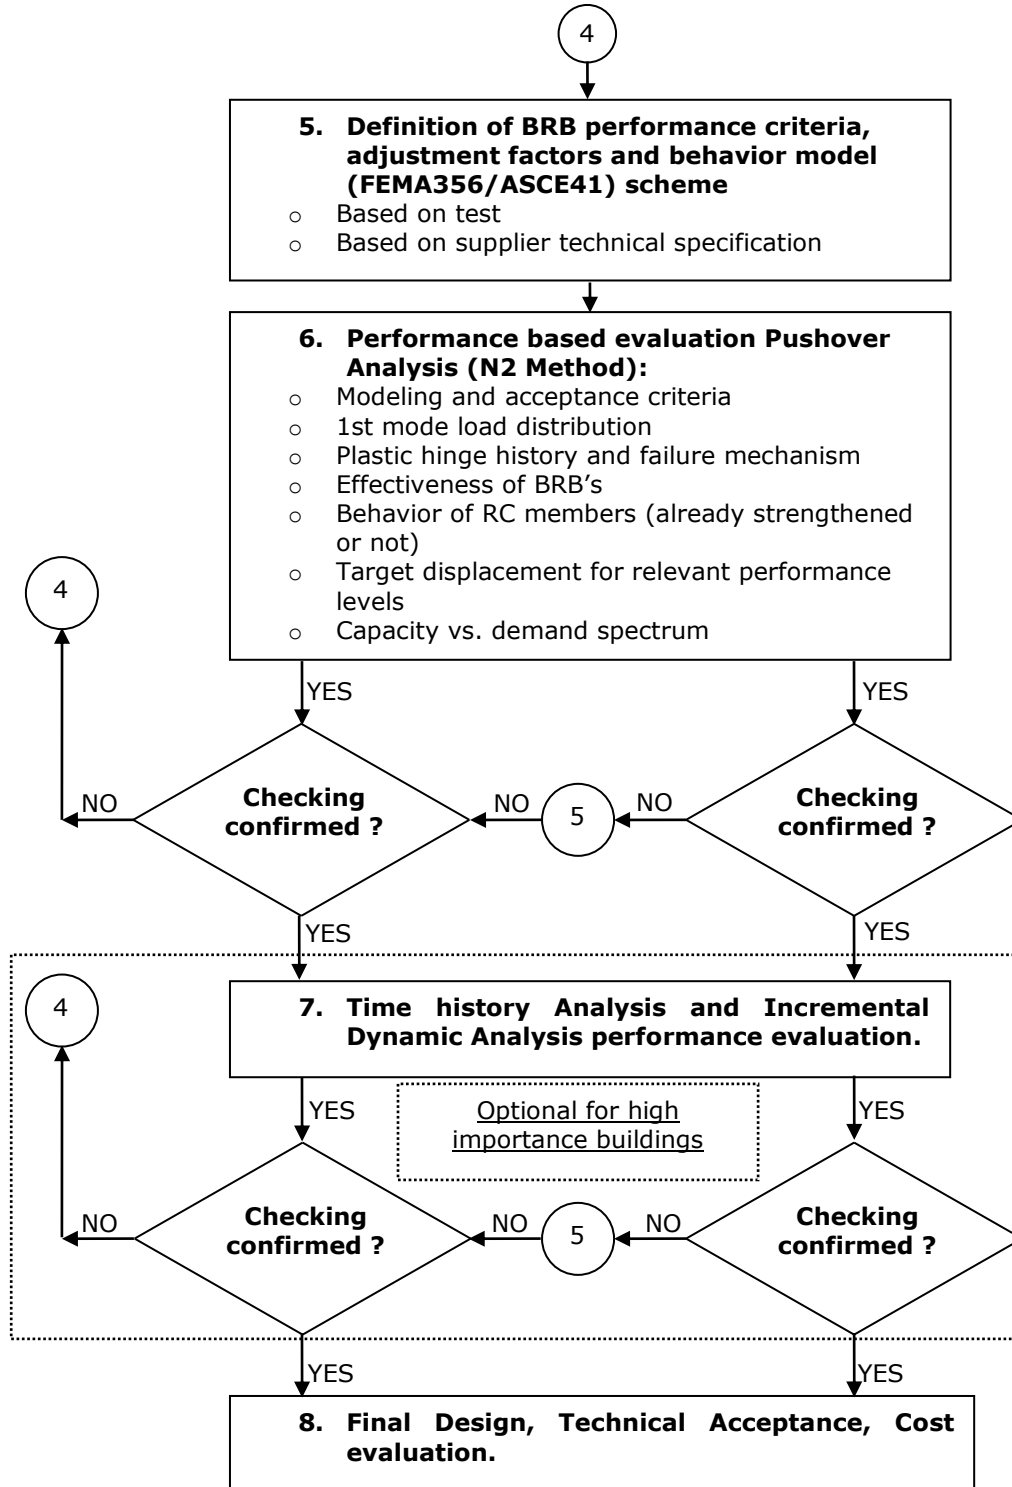 4
5. Definition of BRB performance criteria,
adjustment factors and behavior model
(FEMA356/ASCE41) scheme
o Based on test
o Based on supplier technical specification
6. Performance based evaluation Pushover
Analysis (N2 Method):
o Modeling and acceptance criteria
o 1st mode load distribution
o Plastic hinge history and failure mechanism
o Effectiveness of BRB's
o Behavior of RC members (already strengthened
or not)
o Target displacement for relevant performance
levels
o Capacity vs. demand spectrum
4
YES YES
NO Checking
confirmed ?
NO 5 NO Checking
confirmed ?
YES YES
4
7. Time history Analysis and Incremental
Dynamic Analysis performance evaluation.
YES YES
Optional for high
importance buildings
NO Checking
confirmed ?
NO 5 NO Checking
confirmed ?
YES YES
8. Final Design, Technical Acceptance, Cost
evaluation.